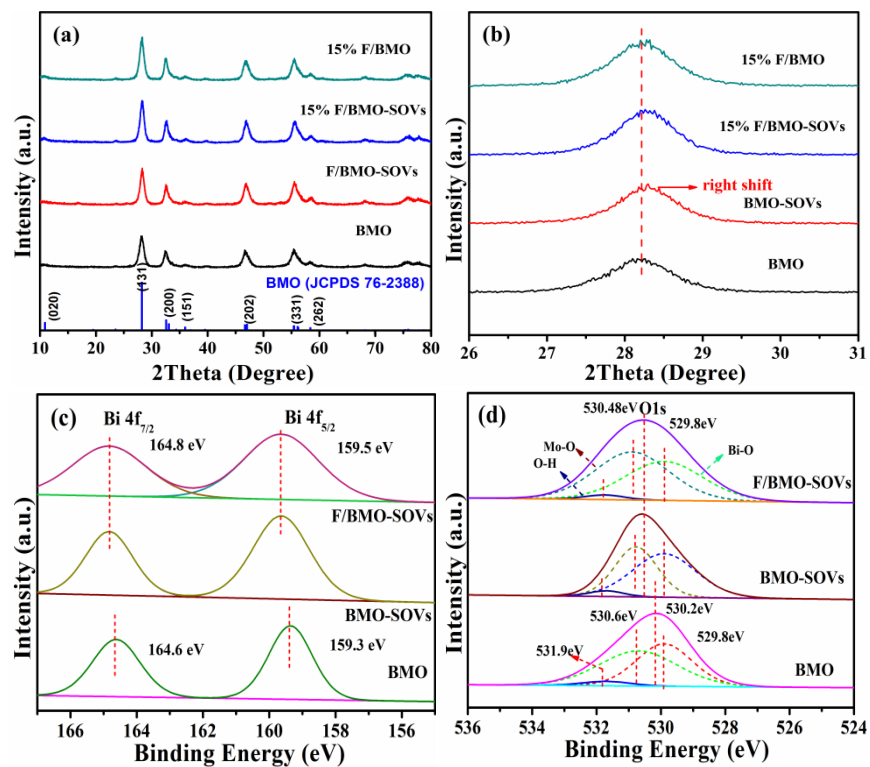 (a)
15% F/BMO
15% F/BMO-SOVs
F/BMO-SOVs
BMO
BMO (JCPDS 76-2388)
(020)
(131)
(200)
(151)
(202)
(331)
(262)
10 20 30 40 50 60 70 80
2Theta (Degree)
Intensity (a.u.)
(b)
15% F/BMO
15% F/BMO-SOVs
right shift
BMO-SOVs
BMO
26 27 28 29 30 31
2Theta (Degree)
Intensity (a.u.)
(c)
Bi 4f7/2
Bi 4f5/2
164.8 eV
159.5 eV
F/BMO-SOVs
BMO-SOVs
164.6 eV
159.3 eV
BMO
166 164 162 160 158 156
Binding Energy (eV)
Intensity (a.u.)
(d)
530.48eV
O1s
529.8eV
Mo-O
O-H
Bi-O
F/BMO-SOVs
BMO-SOVs
530.6eV
530.2eV
531.9eV
529.8eV
BMO
536 534 532 530 528 526 524
Binding Energy (eV)
Intensity (a.u.)